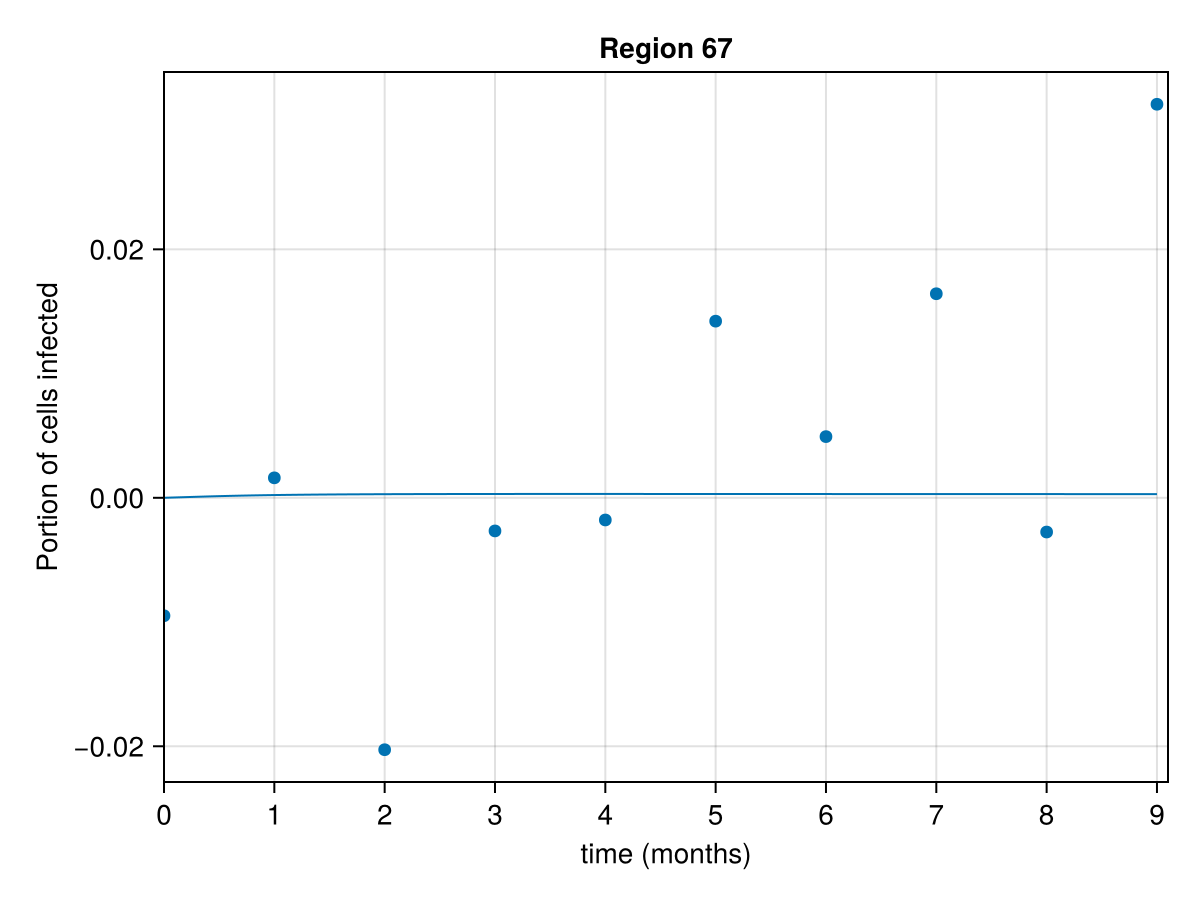 Region 67
Portion of cells infected
0.02
0.00
−0.02
0 1 2 3 4 5 6 7 8 9
time (months)